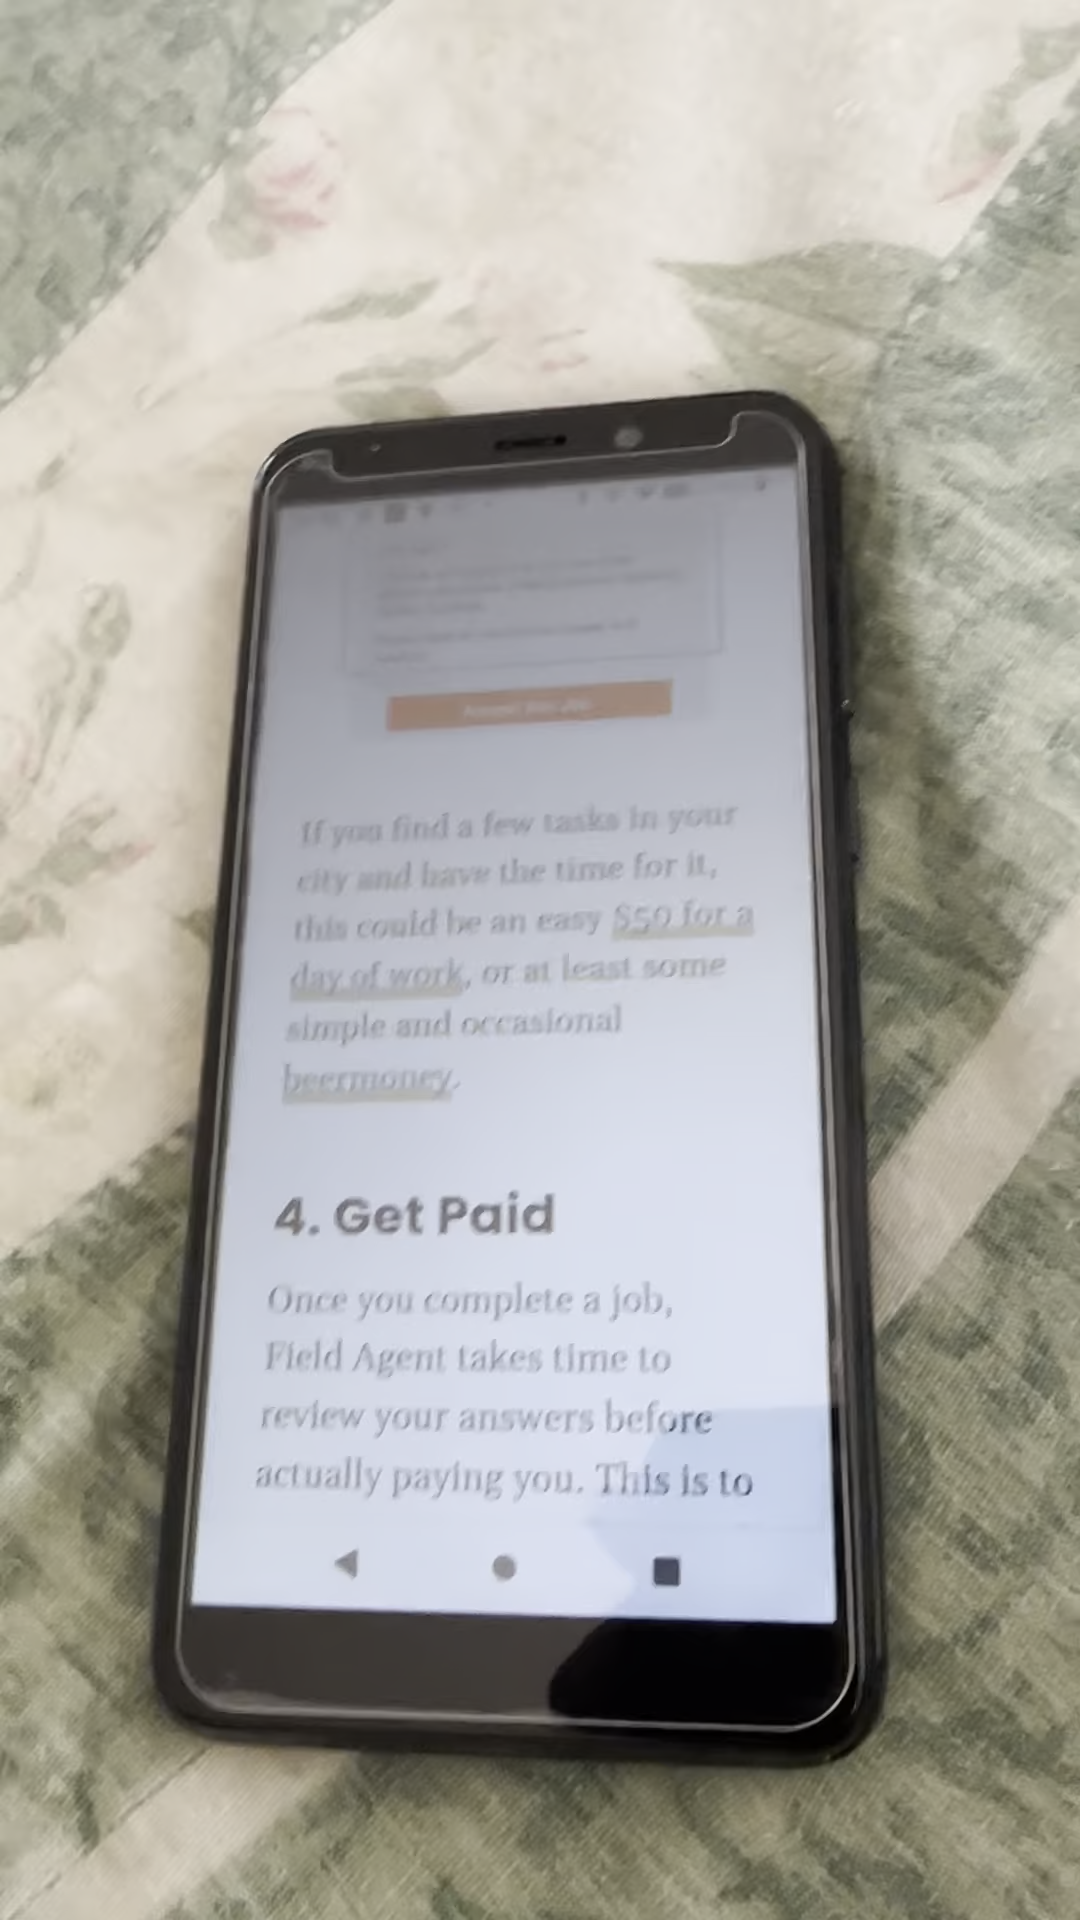 If you find a few tasks in your
city and have the time for it,
this could be an easy $50 for a
day of work, or at least some
simple and occasional
beermoney.
4. Get Paid
Once you complete a job,
Field Agent takes time to
review your answers before
actually paying you. This is to